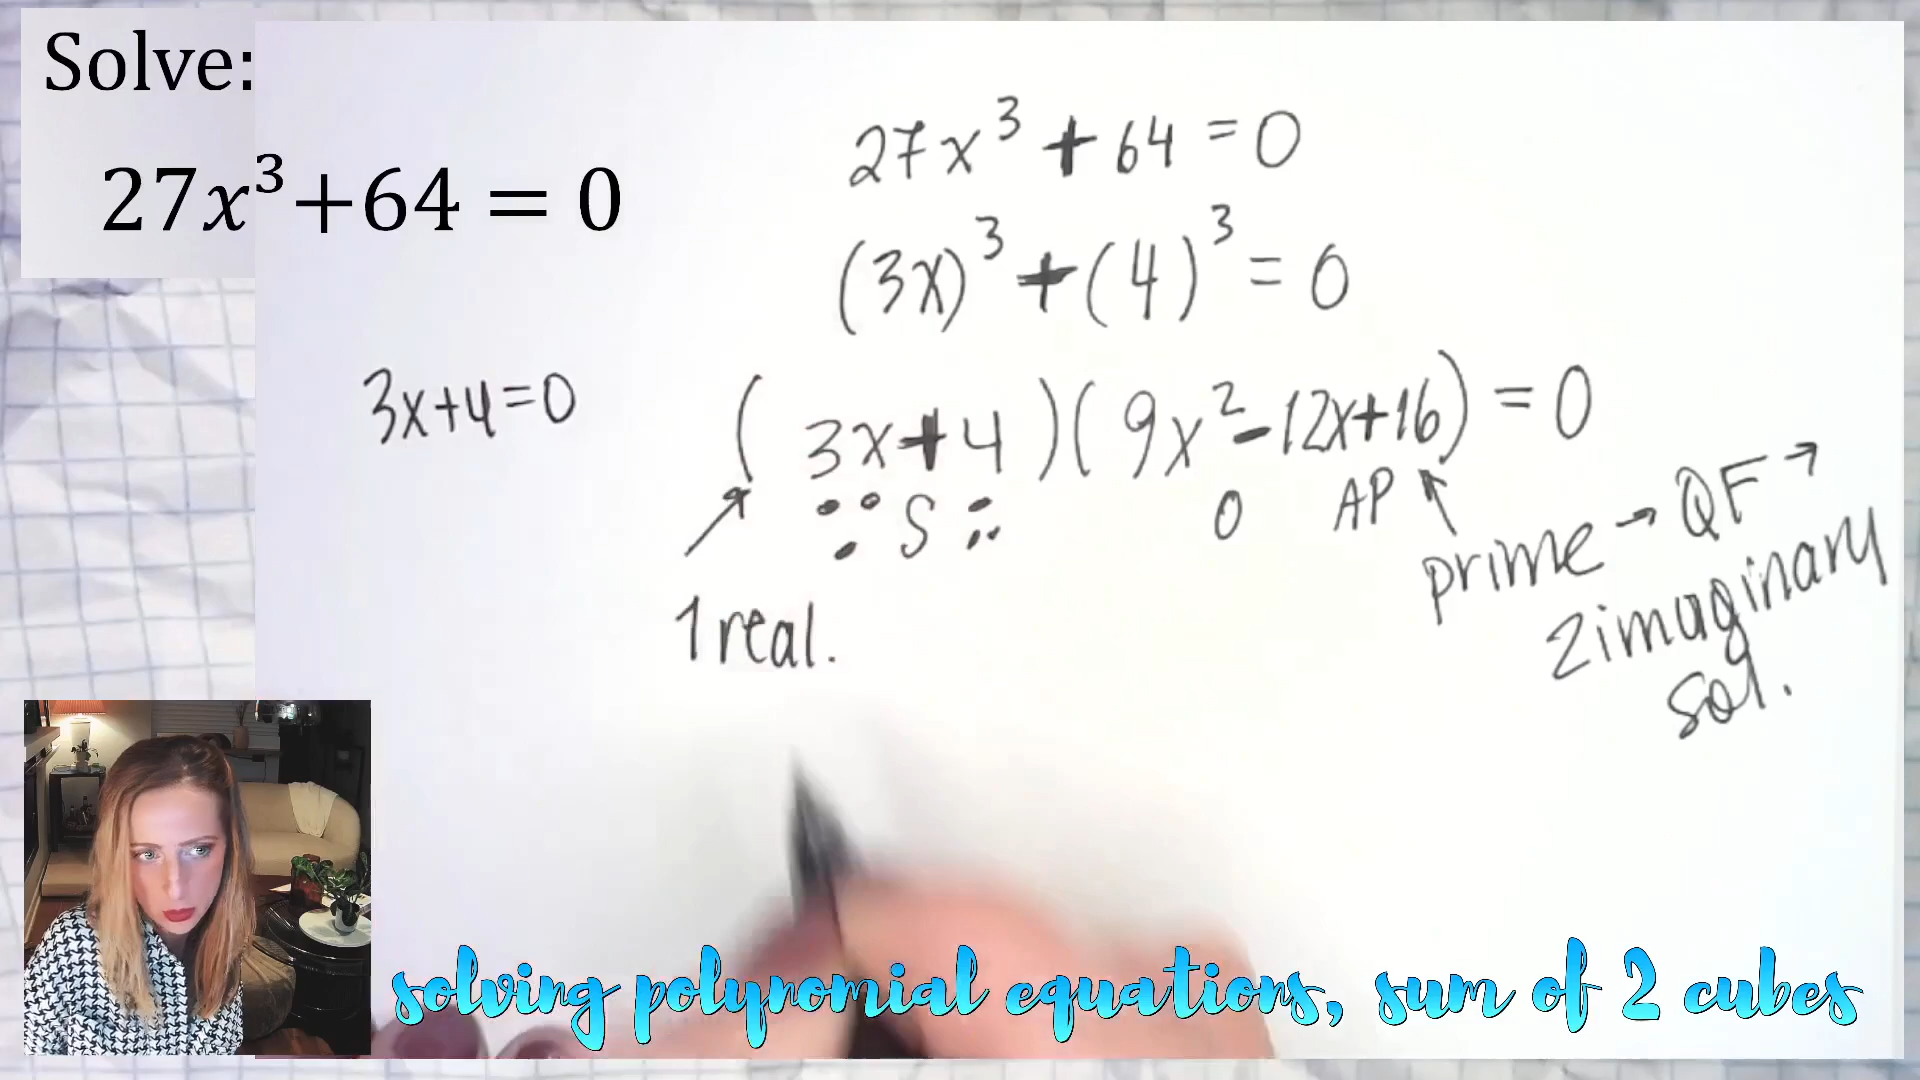 Solve:
27x³+64 = 0
27x³ + 64 = 0
(3x)³ + (4)³ = 0
3x+4=0
(3x+4)(9x²-12x+16) = 0
S O AP
prime → QF →
2 imaginary
sol.
1 real.
solving polynomial equations, sum of 2 cubes